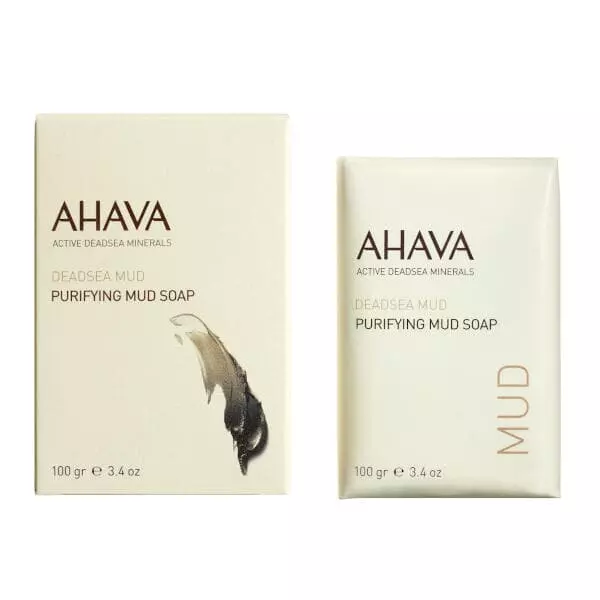 AHAVA
ACTIVE DEADSEA MINERALS
DEADSEA MUD
PURIFYING MUD SOAP
100 gr ℮ 3.4 oz
AHAVA
ACTIVE DEADSEA MINERALS
DEADSEA MUD
PURIFYING MUD SOAP
MUD
100 gr ℮ 3.4 oz